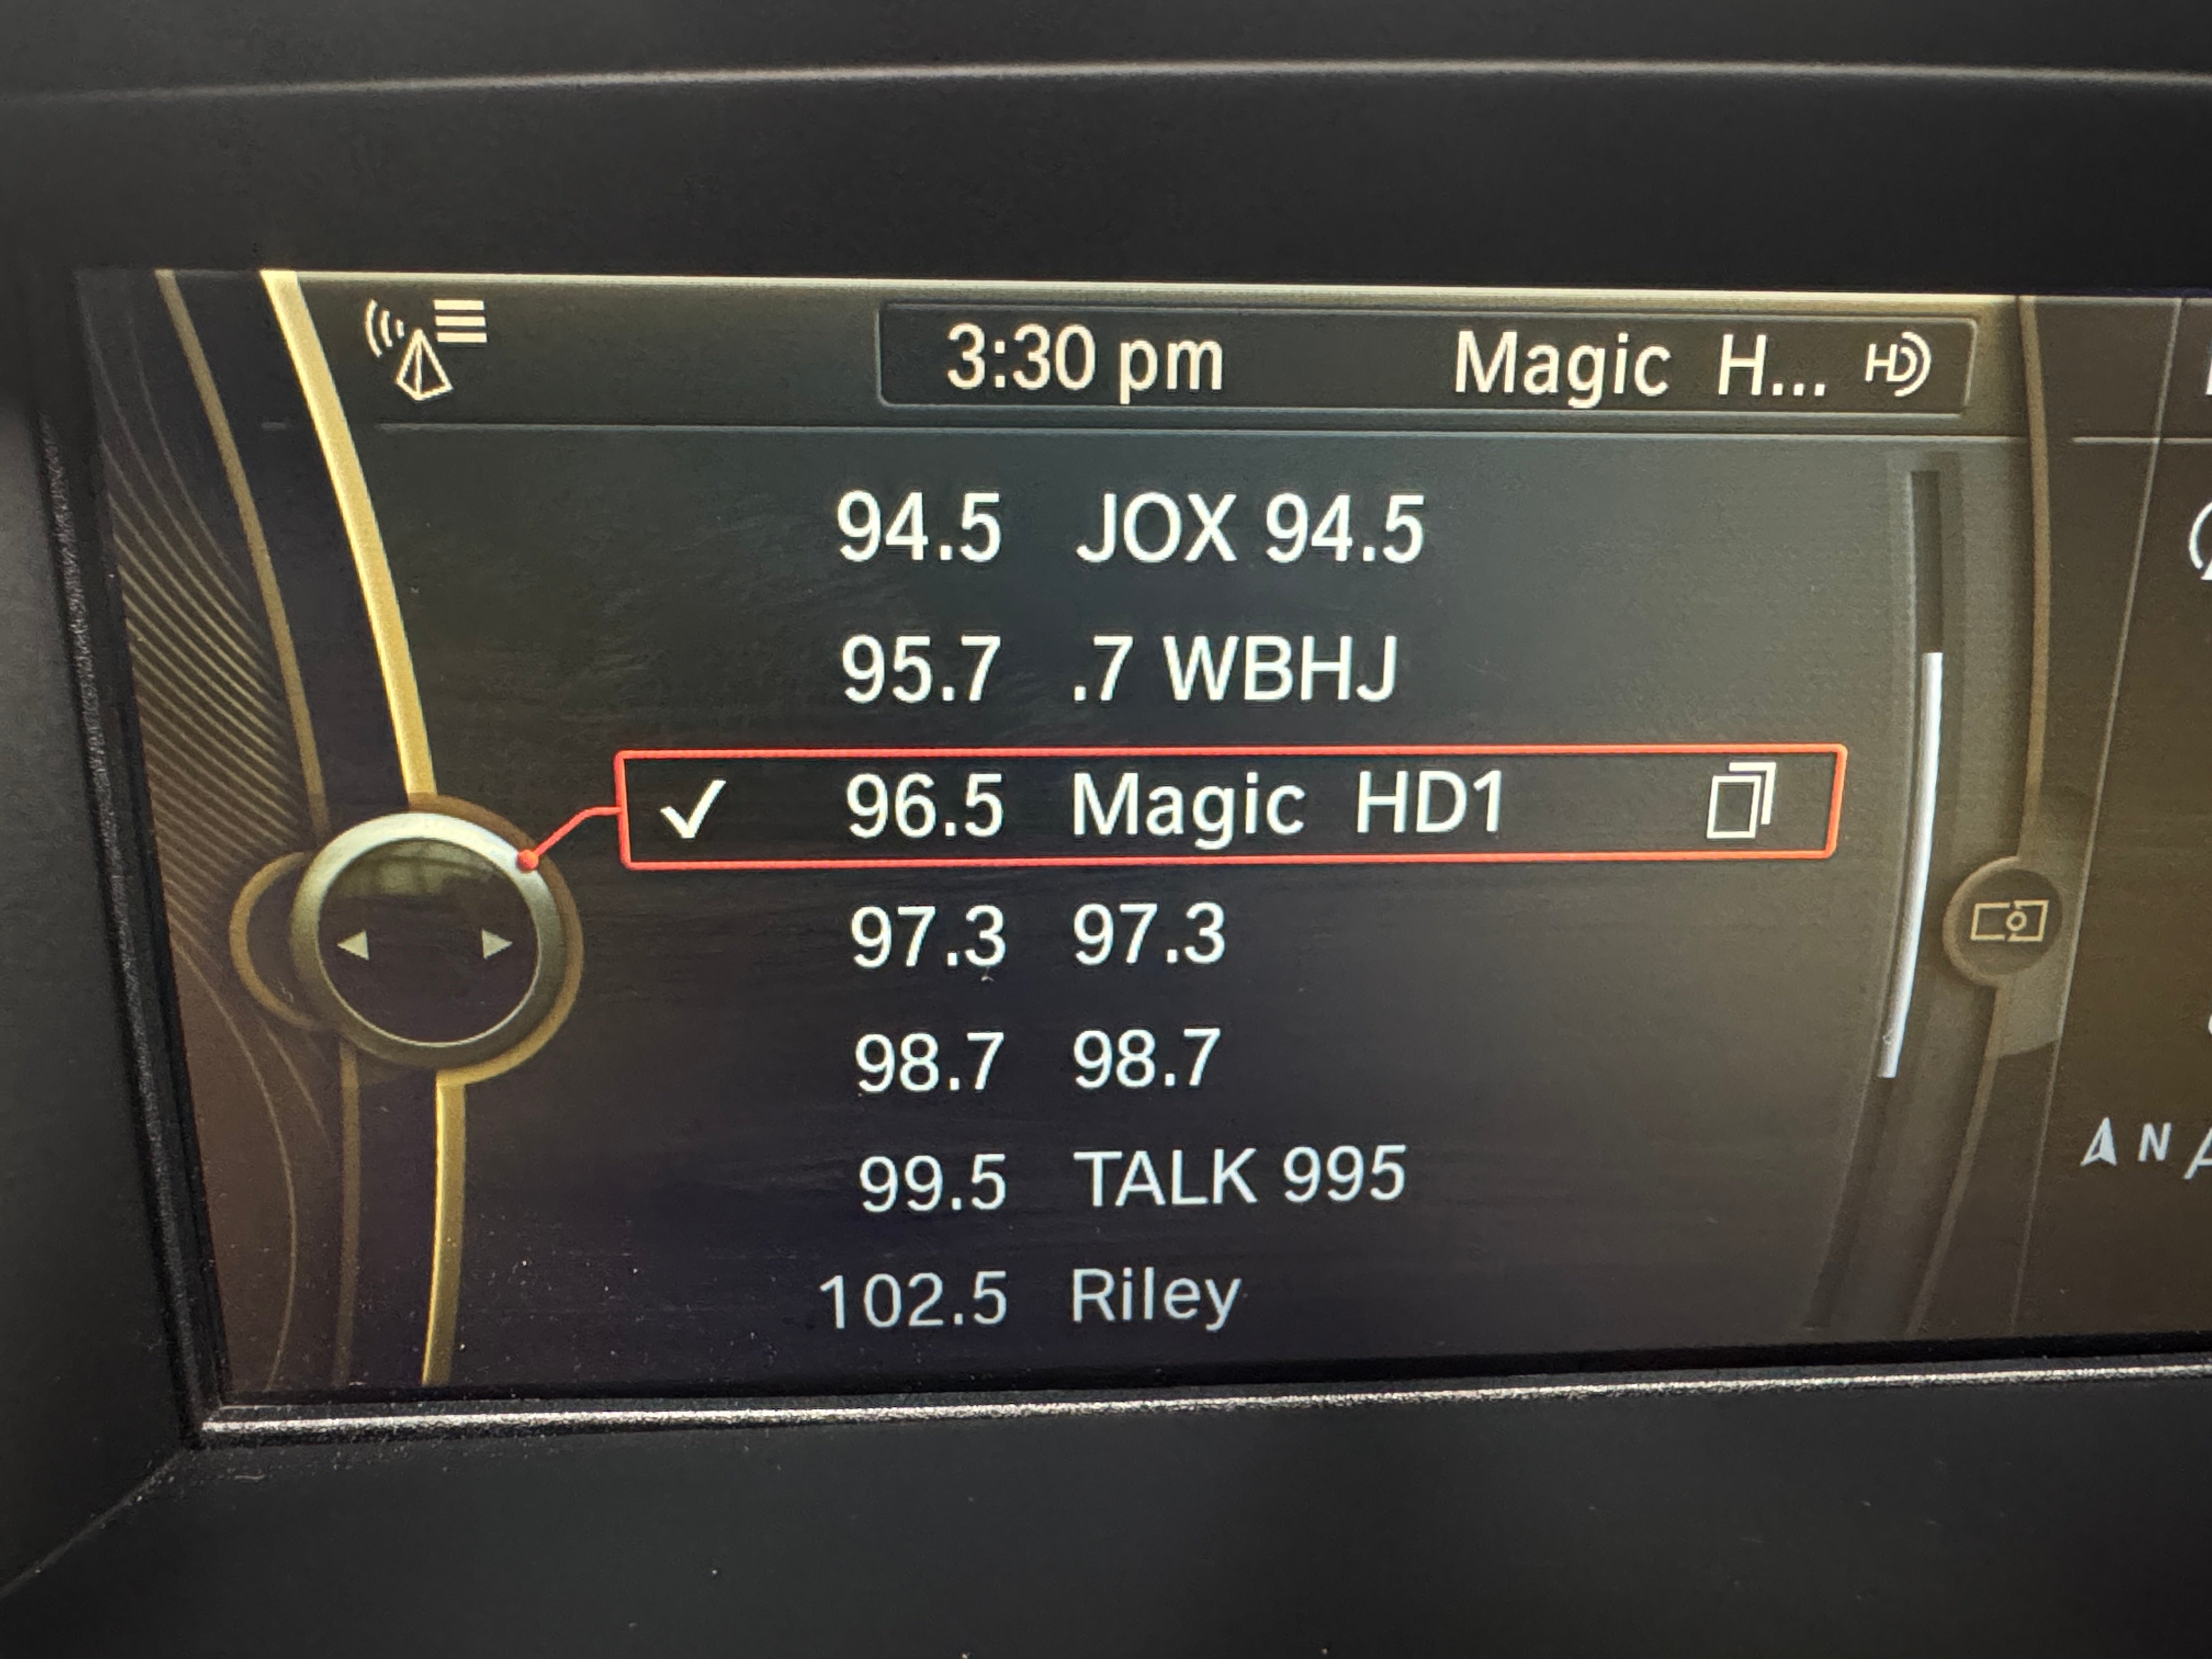 3:30 pm Magic H... HD
94.5 JOX 94.5
95.7 .7 WBHJ
96.5 Magic HD1
97.3 97.3
98.7 98.7
99.5 TALK 995
102.5 Riley
N